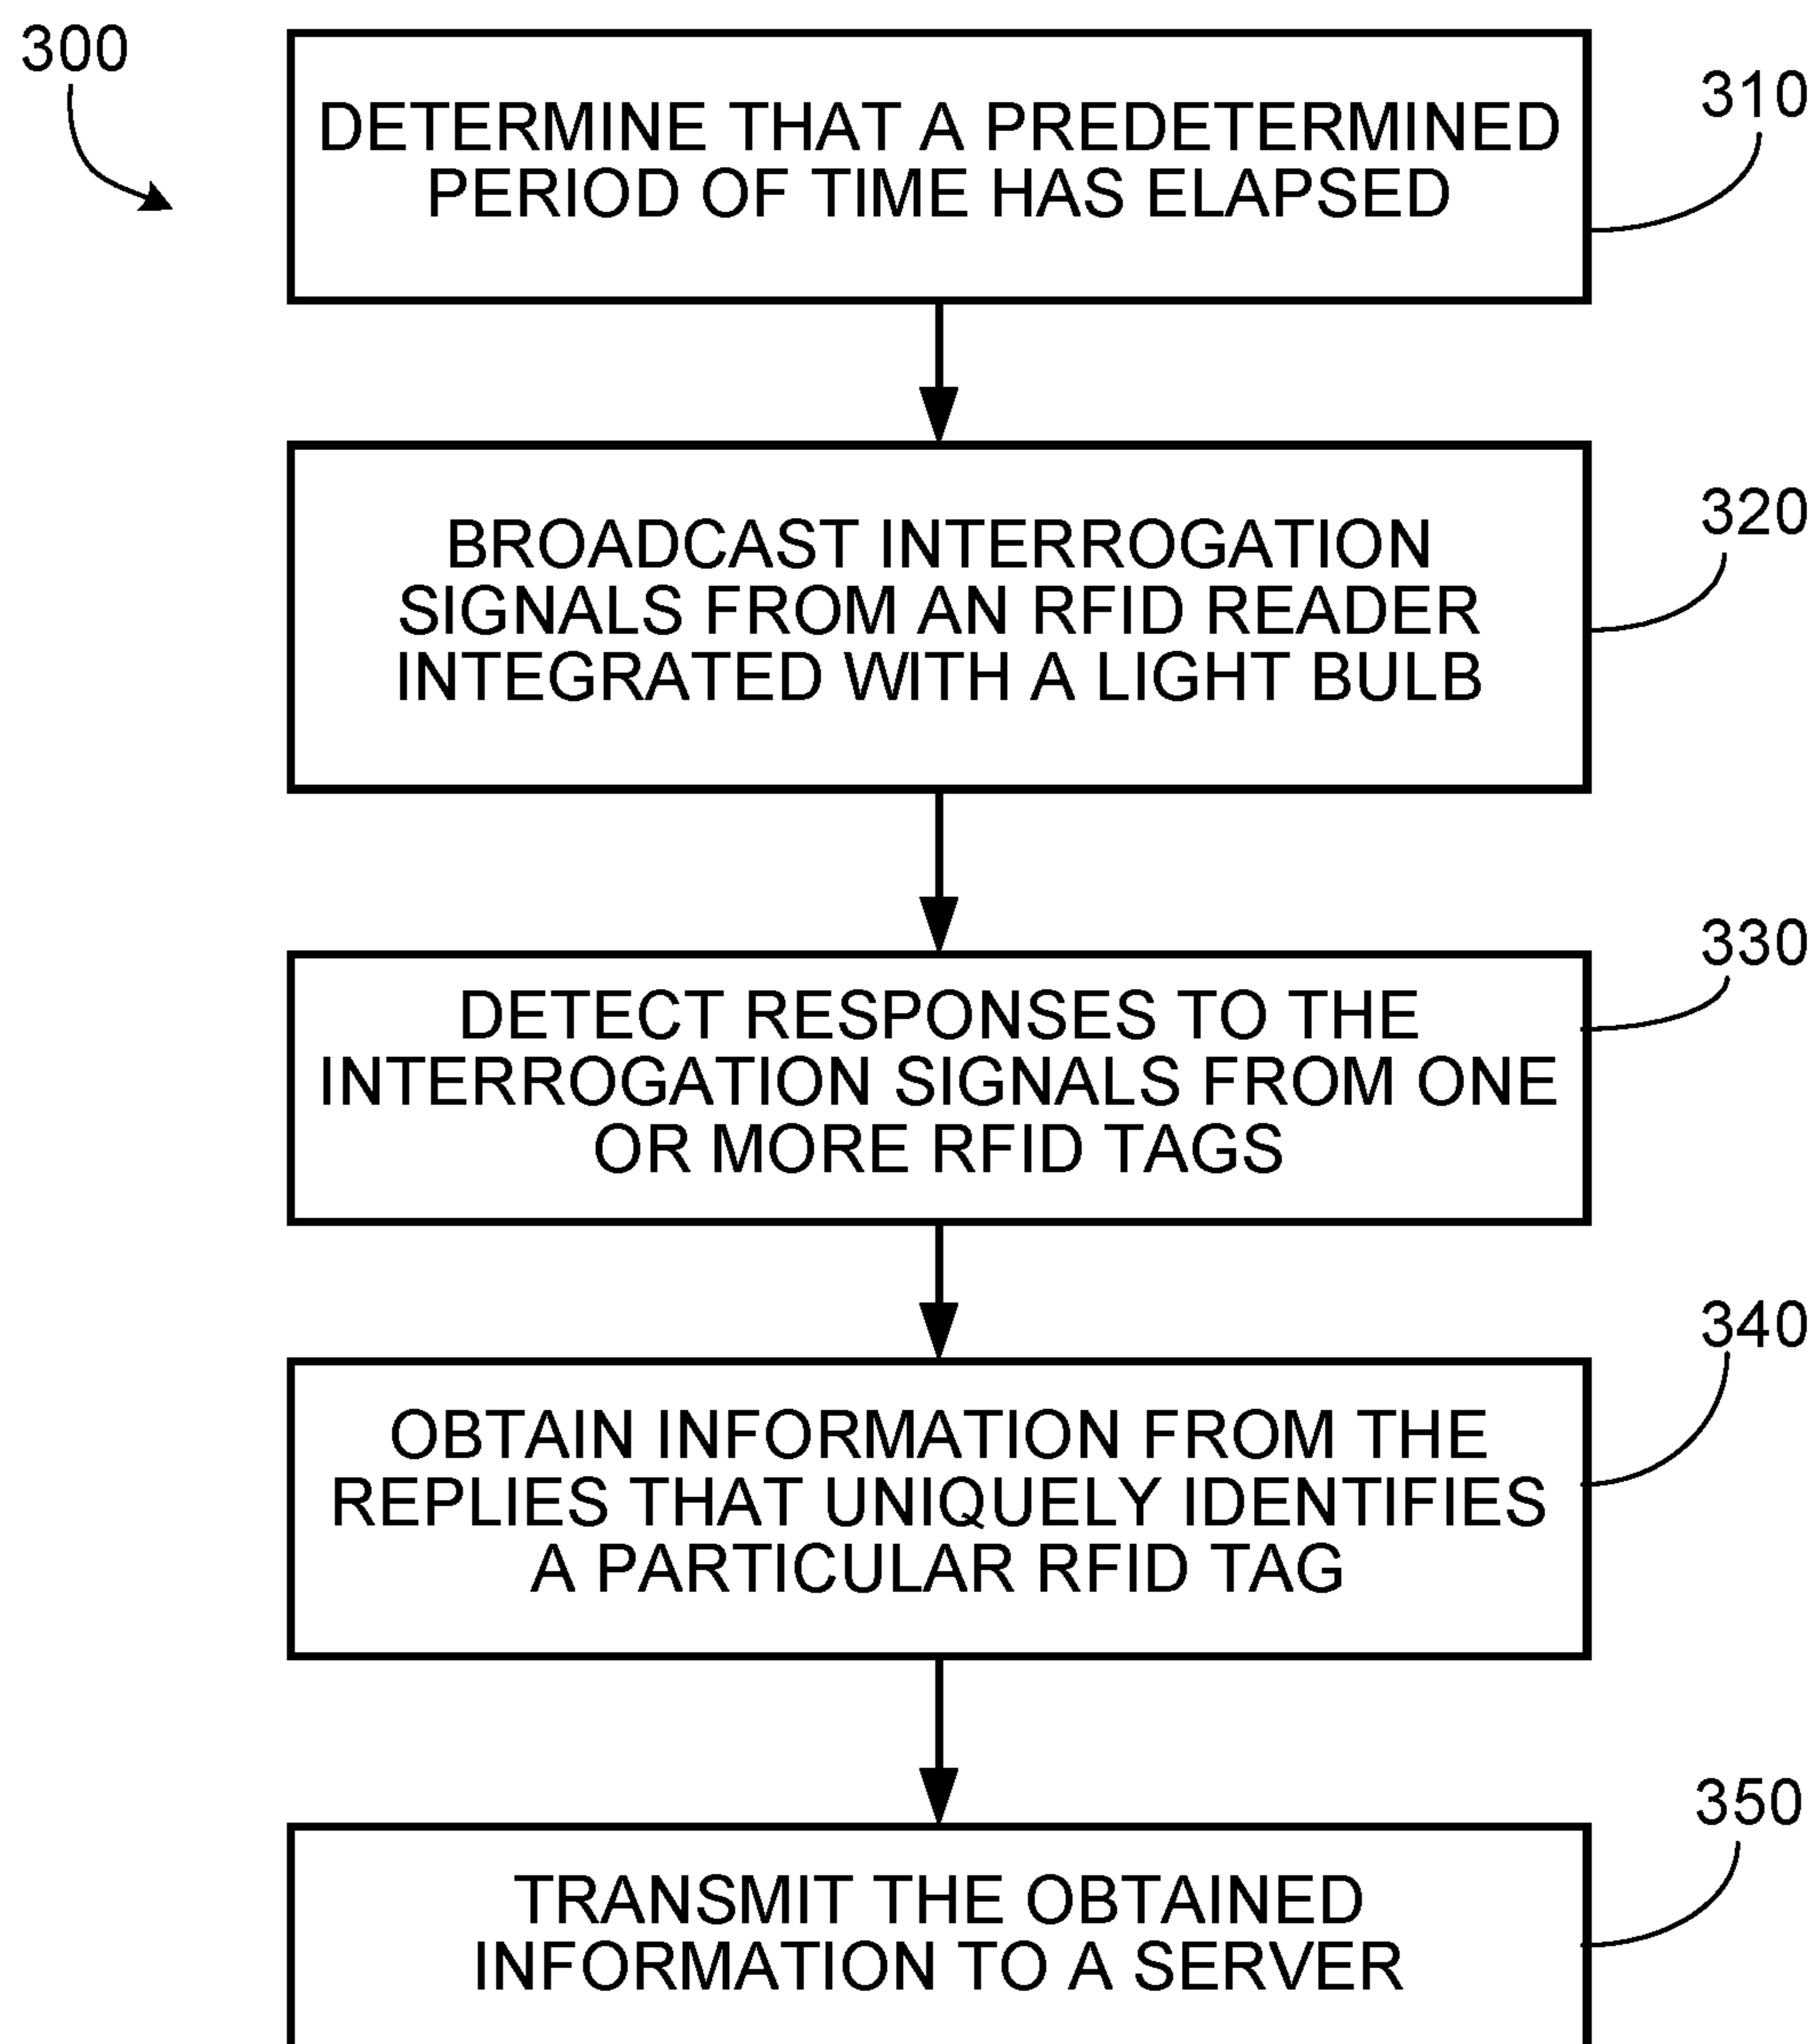 300
DETERMINE THAT A PREDETERMINED
PERIOD OF TIME HAS ELAPSED
310
BROADCAST INTERROGATION
SIGNALS FROM AN RFID READER
INTEGRATED WITH A LIGHT BULB
320
DETECT RESPONSES TO THE
INTERROGATION SIGNALS FROM ONE
OR MORE RFID TAGS
330
OBTAIN INFORMATION FROM THE
REPLIES THAT UNIQUELY IDENTIFIES
A PARTICULAR RFID TAG
340
TRANSMIT THE OBTAINED
INFORMATION TO A SERVER
350